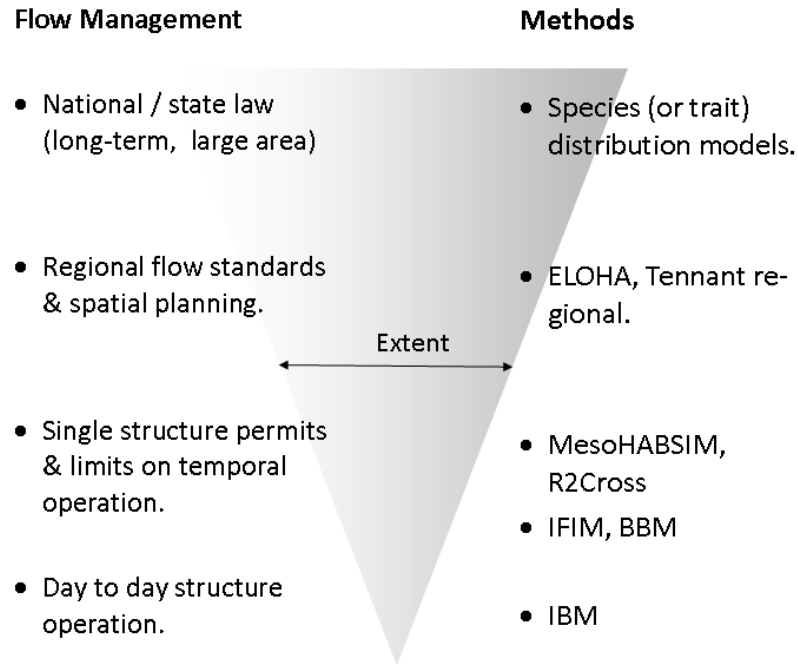 Flow Management
• National / state law
(long-term, large area)
• Regional flow standards
& spatial planning.
• Single structure permits
& limits on temporal
operation.
• Day to day structure
operation.
Extent
Methods
• Species (or trait)
distribution models.
• ELOHA, Tennant re-
gional.
• MesoHABSIM,
R2Cross
• IFIM, BBM
• IBM